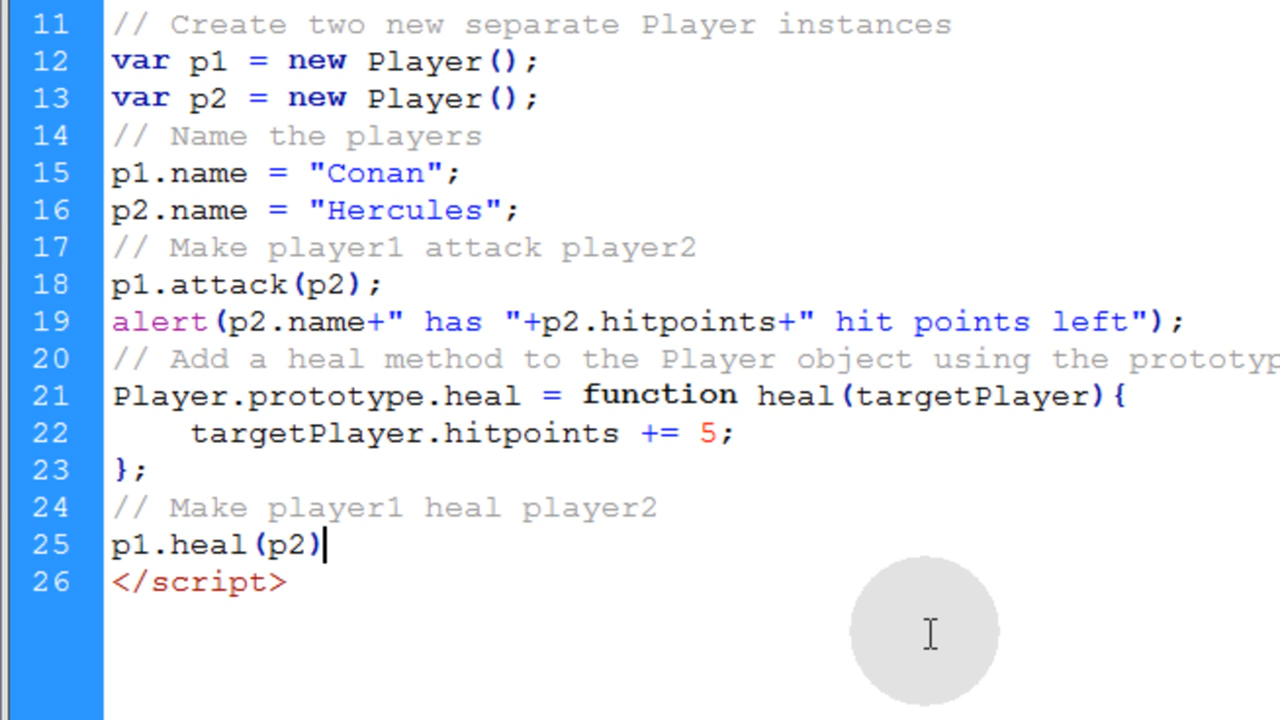 11 // Create two new separate Player instances
12 var p1 = new Player();
13 var p2 = new Player();
14 // Name the players
15 p1.name = "Conan";
16 p2.name = "Hercules";
17 // Make player1 attack player2
18 p1.attack(p2);
19 alert(p2.name+" has "+p2.hitpoints+" hit points left");
20 // Add a heal method to the Player object using the prototyp
21 Player.prototype.heal = function heal(targetPlayer){
22     targetPlayer.hitpoints += 5;
23 };
24 // Make player1 heal player2
25 p1.heal(p2)
26 </script>